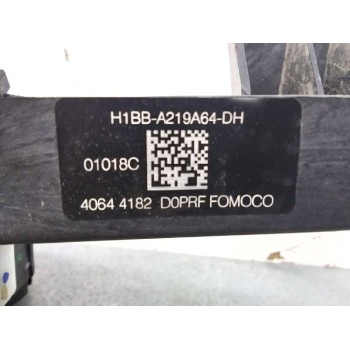 H1BB-A219A64-DH
01018C
4064 4182 D0PRF FOMOCO